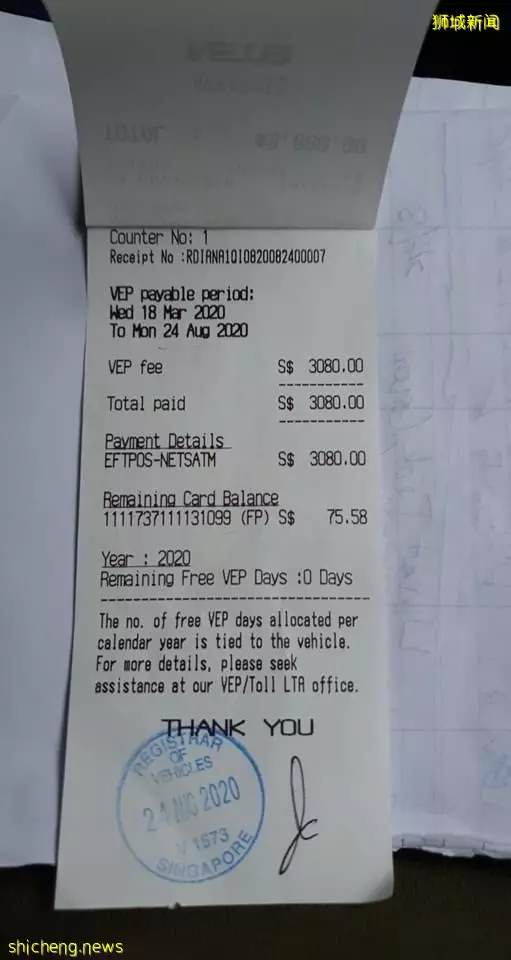 狮城新闻
TOTAL
Counter No: 1
Receipt No :RDIANA1QI0820082400007
VEP payable period:
Wed 18 Mar 2020
To Mon 24 Aug 2020
VEP fee S$ 3080.00
------------
Total paid S$ 3080.00
------------
Payment Details
EFTPOS-NETSATM S$ 3080.00
Remaining Card Balance
1111737111131099 (FP) S$ 75.58
Year : 2020
Remaining Free VEP Days :0 Days
--------------------------------------
The no. of free VEP days allocated per
calendar year is tied to the vehicle.
For more details, please seek
assistance at our VEP/Toll LTA office.
THANK YOU
REGISTRAR
OF
VEHICLES
24 AUG 2020
V 1573
SINGAPORE
shicheng.news